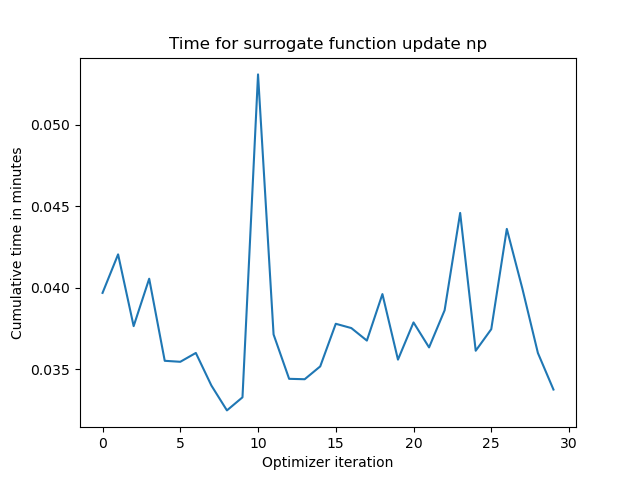 Time for surrogate function update np
Cumulative time in minutes
0.050
0.045
0.040
0.035
0 5 10 15 20 25 30
Optimizer iteration